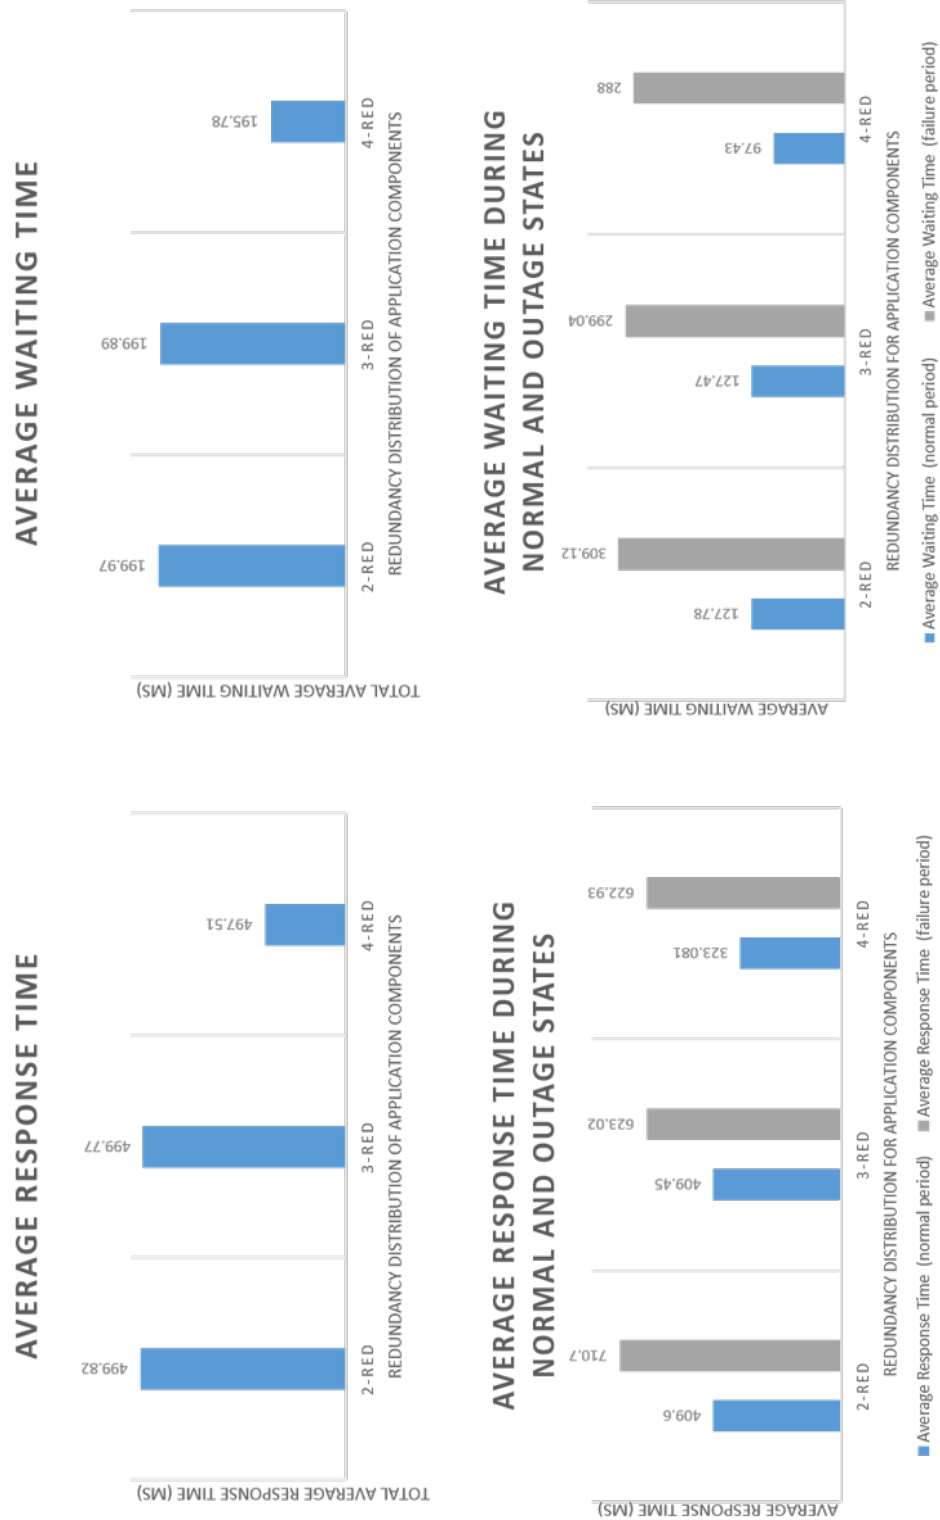 AVERAGE RESPONSE TIME
TOTAL AVERAGE RESPONSE TIME (MS)
499.82
499.77
497.51
2-RED
3-RED
4-RED
REDUNDANCY DISTRIBUTION OF APPLICATION COMPONENTS
AVERAGE WAITING TIME
TOTAL AVERAGE WAITING TIME (MS)
199.97
199.89
195.78
2-RED
3-RED
4-RED
REDUNDANCY DISTRIBUTION OF APPLICATION COMPONENTS
AVERAGE RESPONSE TIME DURING
NORMAL AND OUTAGE STATES
AVERAGE RESPONSE TIME (MS)
409.6
710.7
409.45
623.02
323.081
622.93
2-RED
3-RED
4-RED
REDUNDANCY DISTRIBUTION FOR APPLICATION COMPONENTS
Average Response Time (normal period)
Average Response Time (failure period)
AVERAGE WAITING TIME DURING
NORMAL AND OUTAGE STATES
AVERAGE WAITING TIME (MS)
127.78
309.12
127.47
299.04
97.43
288
2-RED
3-RED
4-RED
REDUNDANCY DISTRIBUTION FOR APPLICATION COMPONENTS
Average Waiting Time (normal period)
Average Waiting Time (failure period)